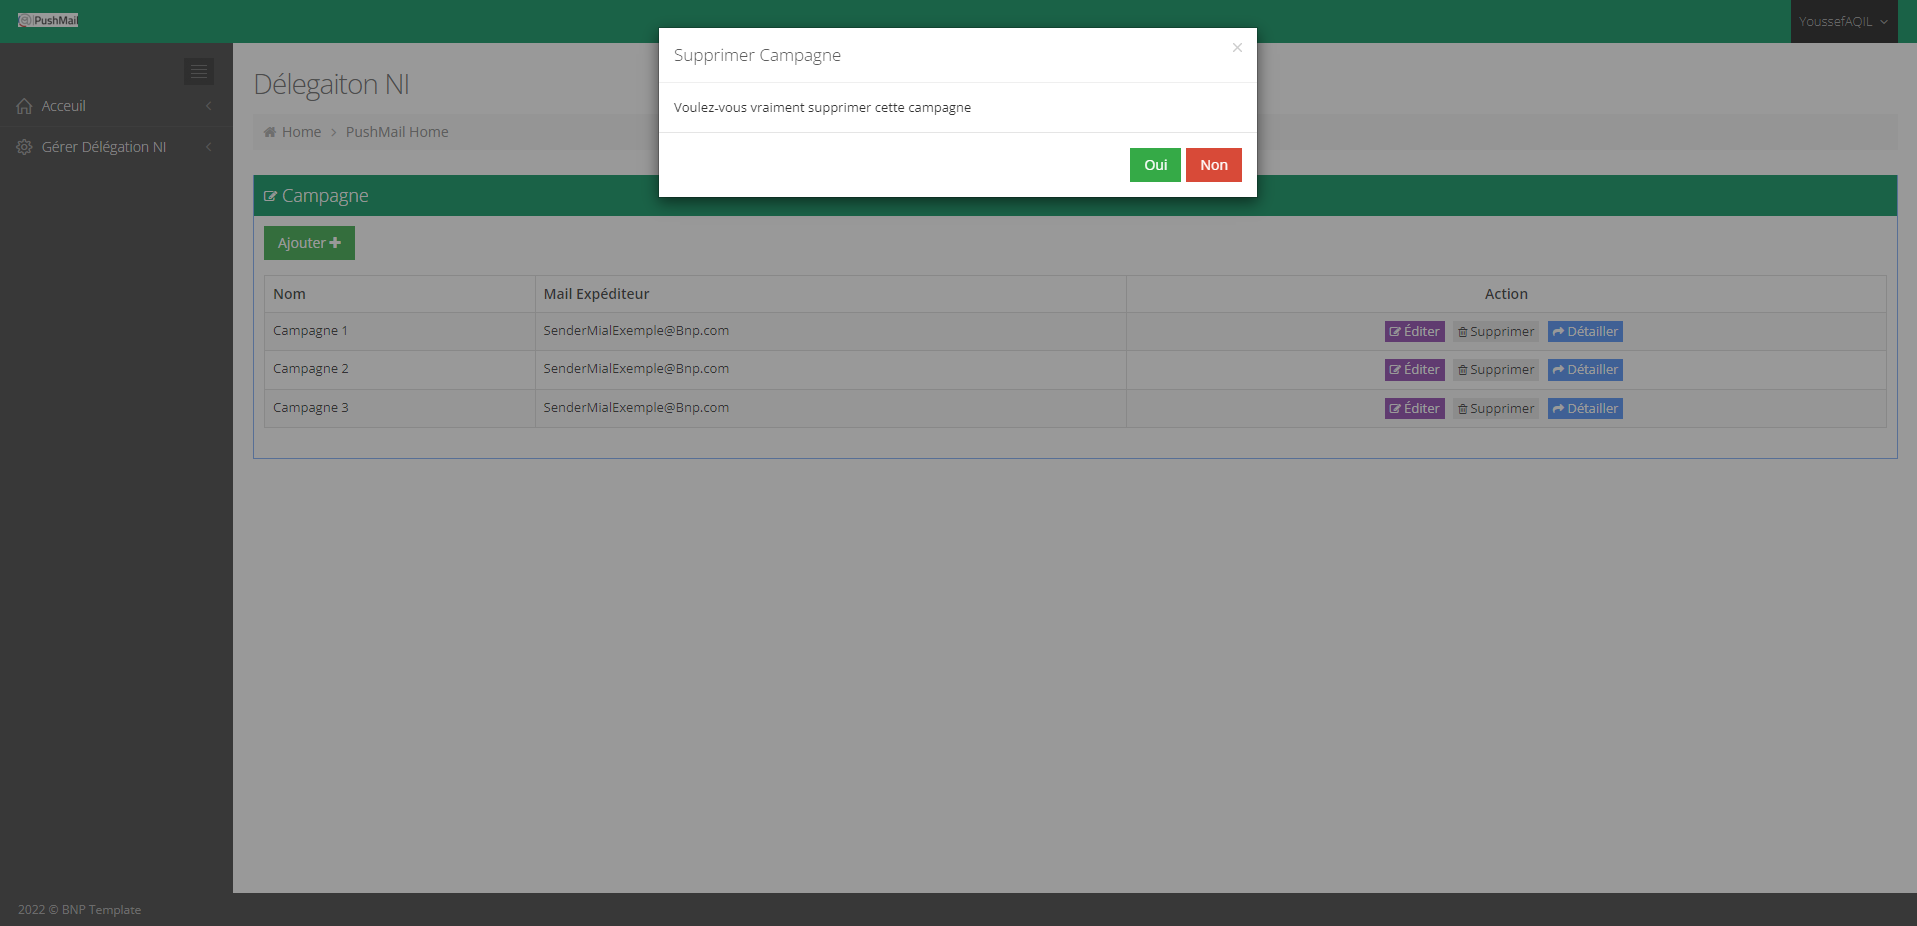 @PushMail
YoussefAQIL
Supprimer Campagne
×
Voulez-vous vraiment supprimer cette campagne
Oui Non
Acceuil
Gérer Délégation NI
Délegaiton NI
Home > PushMail Home
Campagne
Ajouter
Nom Mail Expéditeur Action
Campagne 1 SenderMialExemple@Bnp.com Éditer Supprimer Détailler
Campagne 2 SenderMialExemple@Bnp.com Éditer Supprimer Détailler
Campagne 3 SenderMialExemple@Bnp.com Éditer Supprimer Détailler
2022 © BNP Template